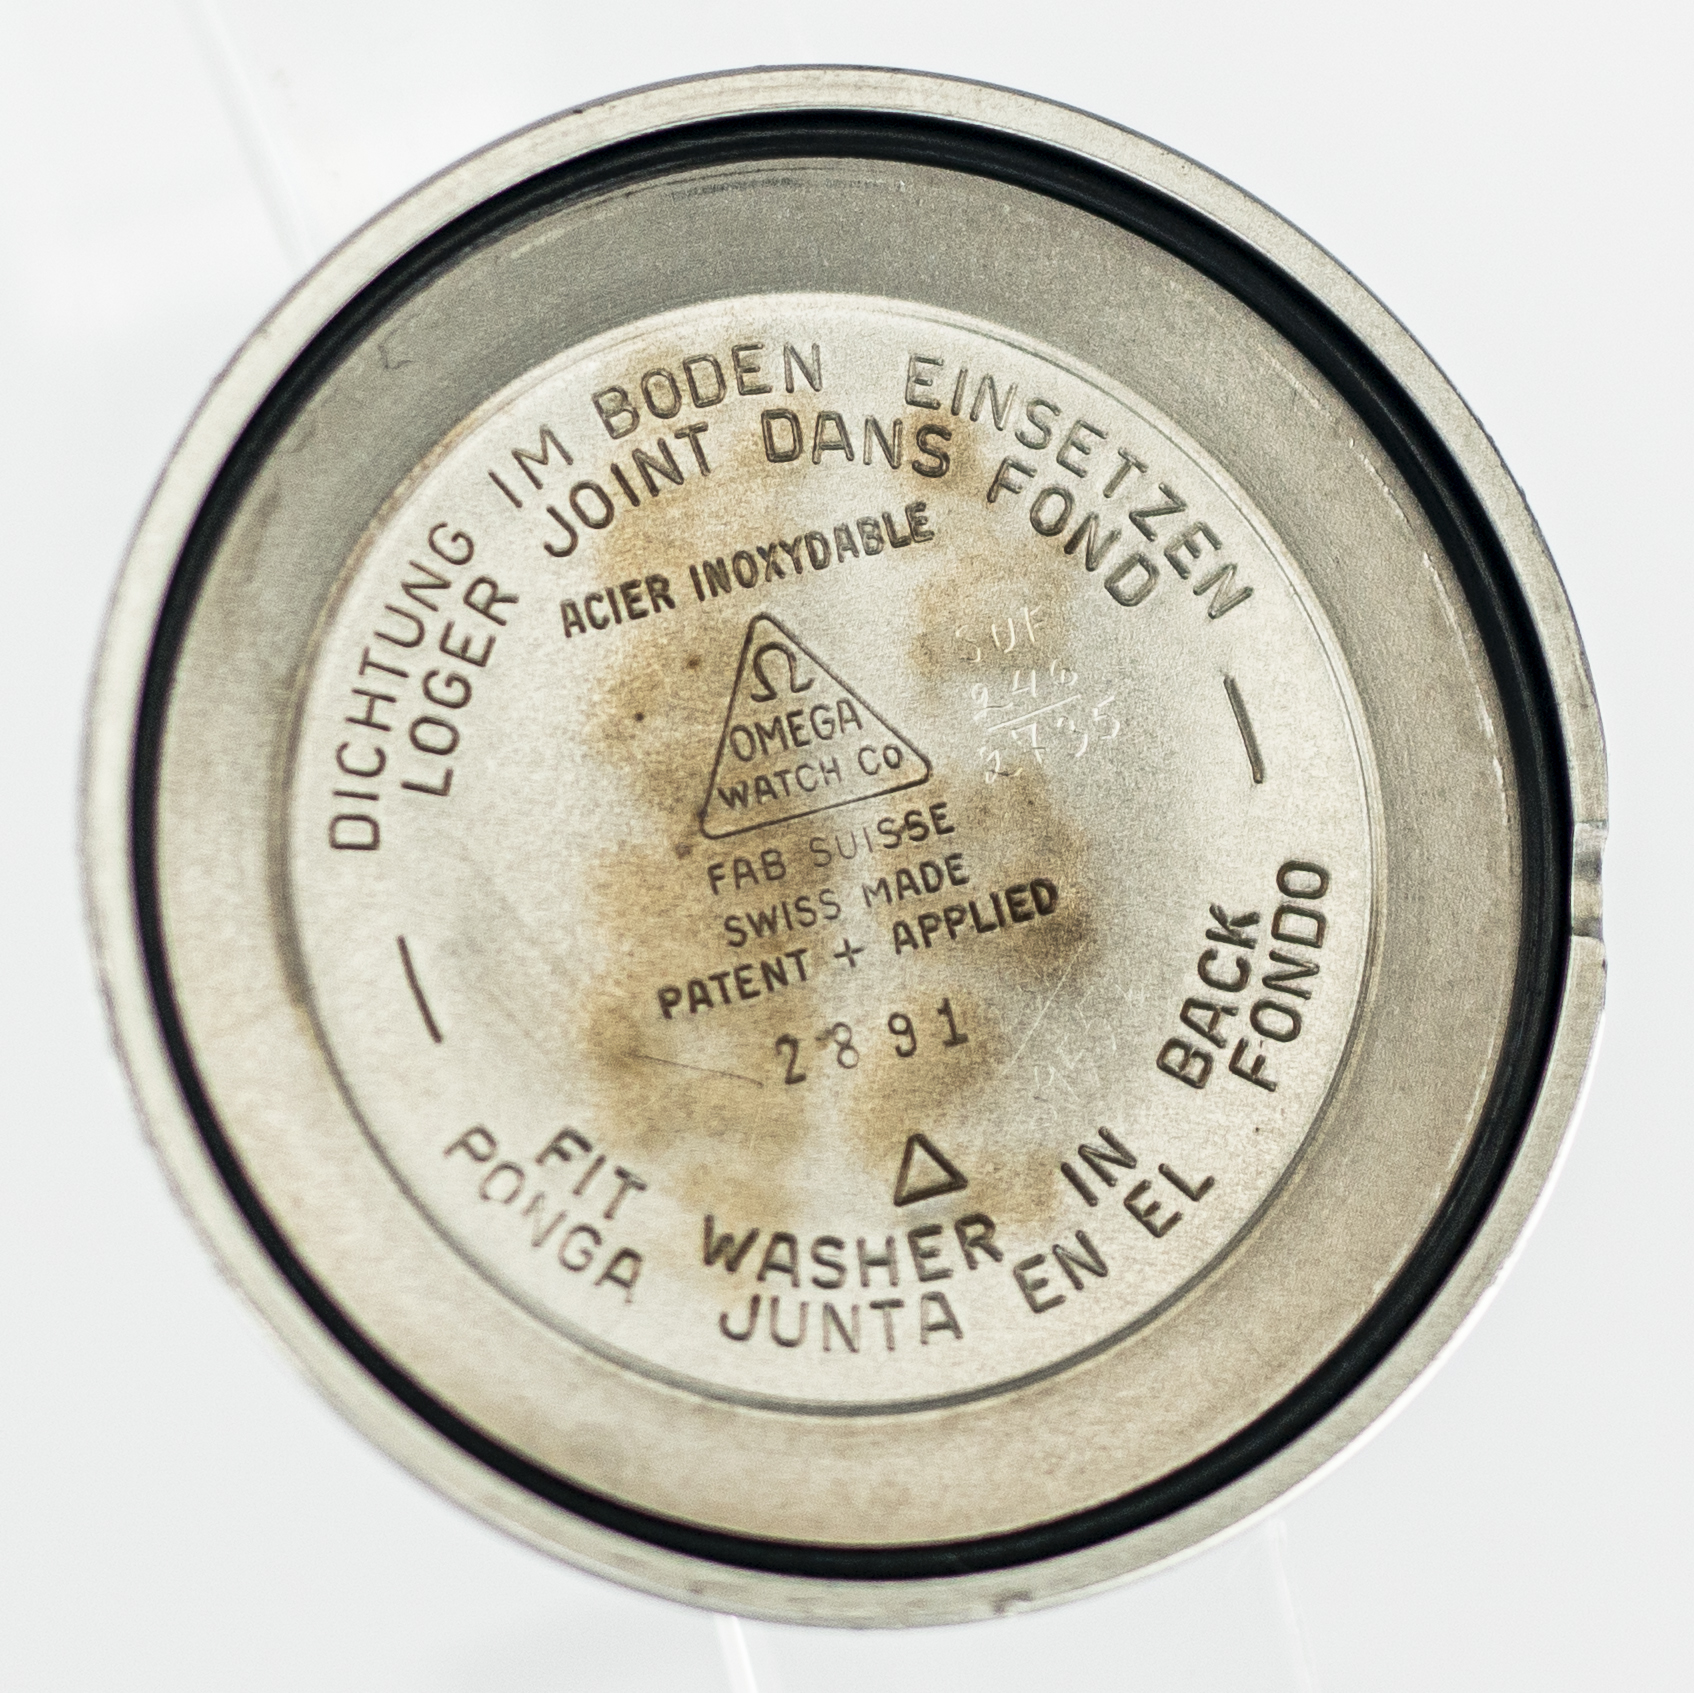 DICHTUNG IM BODEN EINSETZEN
LOGER JOINT DANS FOND
ACIER INOXYDABLE
Ω
OMEGA
WATCH Co
FAB SUISSE
SWISS MADE
PATENT + APPLIED
2891
FIT WASHER IN BACK
PONGA JUNTA EN EL FONDO
2735